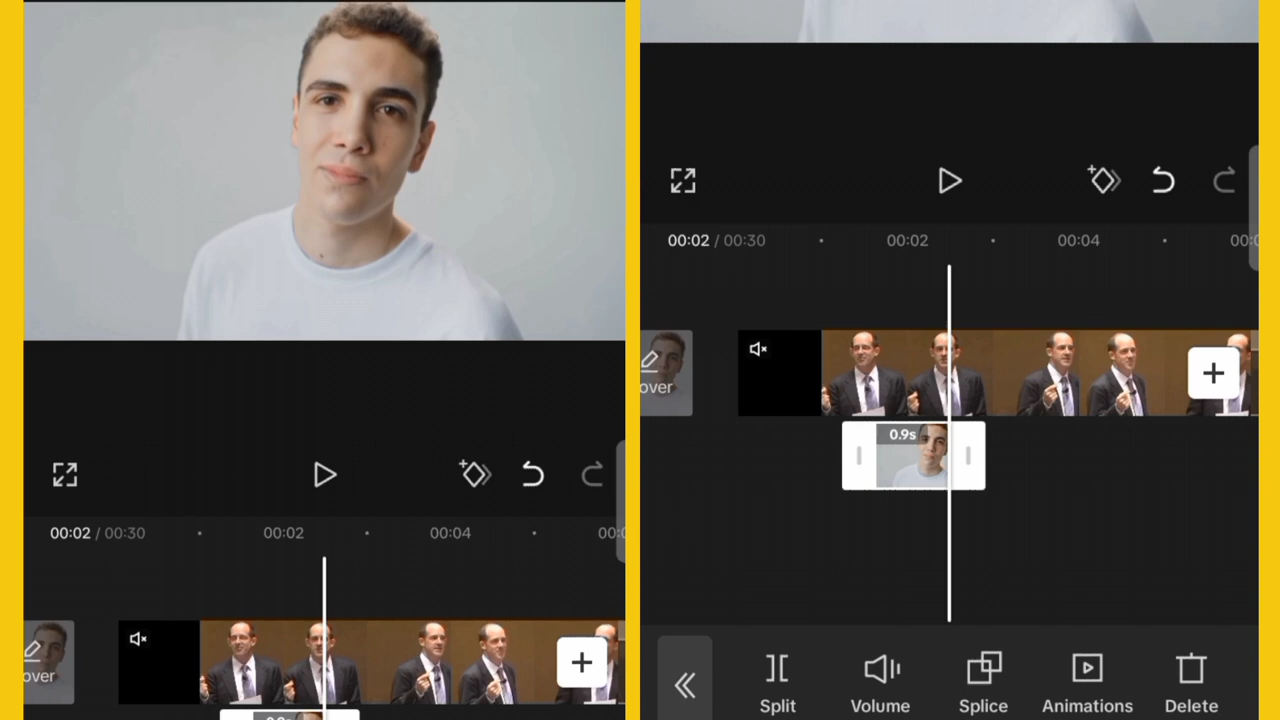 00:02 / 00:30
00:02
00:04
over
00:02 / 00:30
00:02
00:04
over
0.9s
Split
Volume
Splice
Animations
Delete